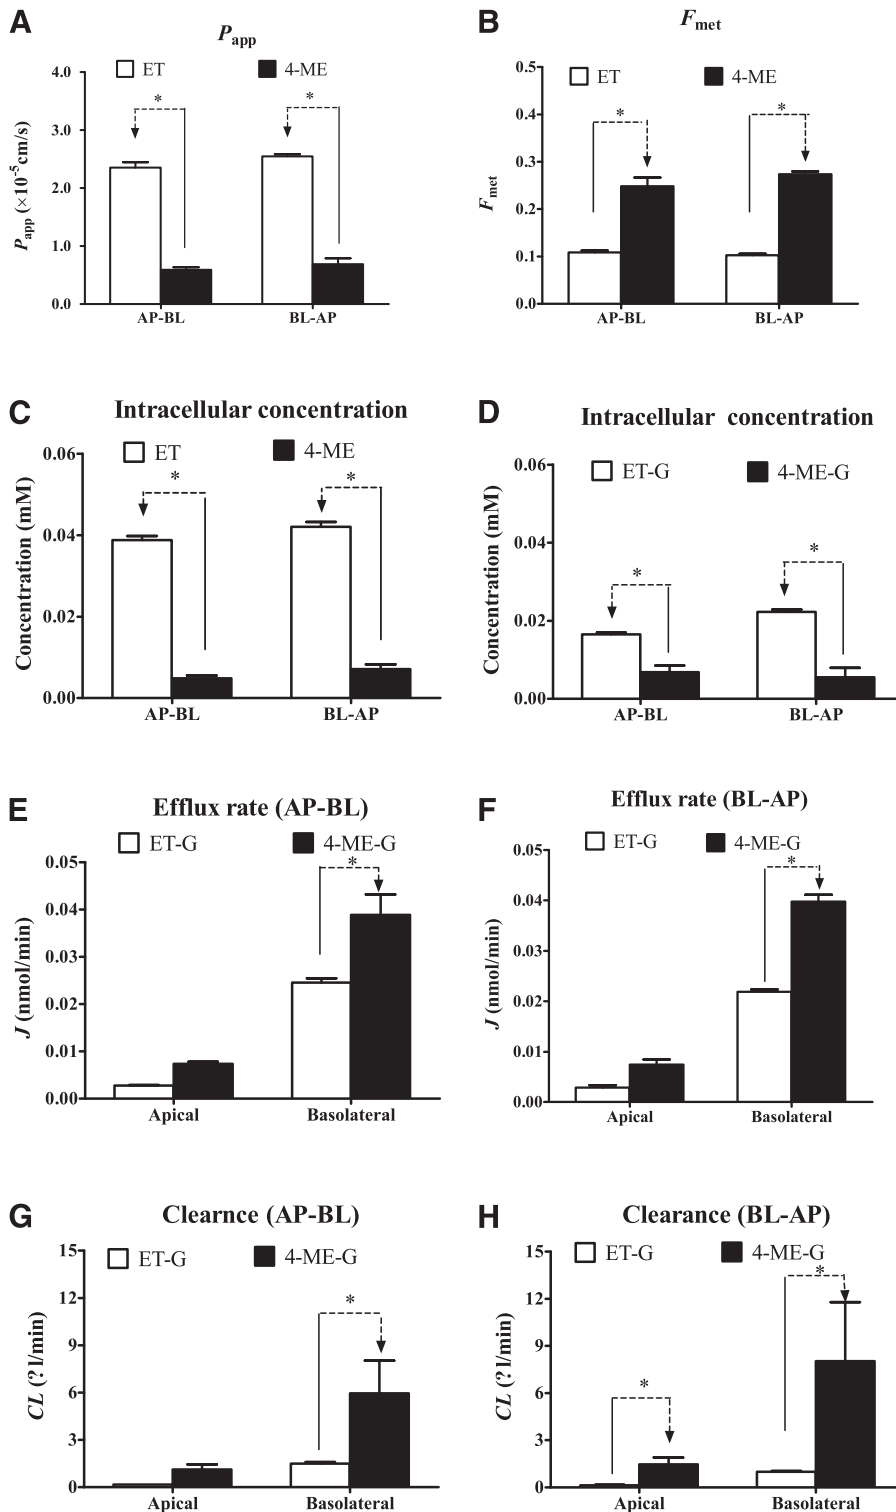 A
P_app
ET 4-ME
P_app (×10^-5 cm/s)
4.0
3.0
2.0
1.0
0.0
* *
AP-BL BL-AP
B
F_met
ET 4-ME
F_met
0.5
0.4
0.3
0.2
0.1
0.0
* *
AP-BL BL-AP
C
Intracellular concentration
ET 4-ME
Concentration (mM)
0.06
0.04
0.02
0.00
* *
AP-BL BL-AP
D
Intracellular concentration
ET-G 4-ME-G
Concentration (mM)
0.06
0.04
0.02
0.00
* *
AP-BL BL-AP
E
Efflux rate (AP-BL)
ET-G 4-ME-G
J (nmol/min)
0.05
0.04
0.03
0.02
0.01
0.00
*
Apical Basolateral
F
Efflux rate (BL-AP)
ET-G 4-ME-G
J (nmol/min)
0.05
0.04
0.03
0.02
0.01
0.00
*
Apical Basolateral
G
Clearnce (AP-BL)
ET-G 4-ME-G
CL (? l/min)
15
12
9
6
3
0
*
Apical Basolateral
H
Clearance (BL-AP)
ET-G 4-ME-G
CL (? l/min)
15
12
9
6
3
0
* *
Apical Basolateral